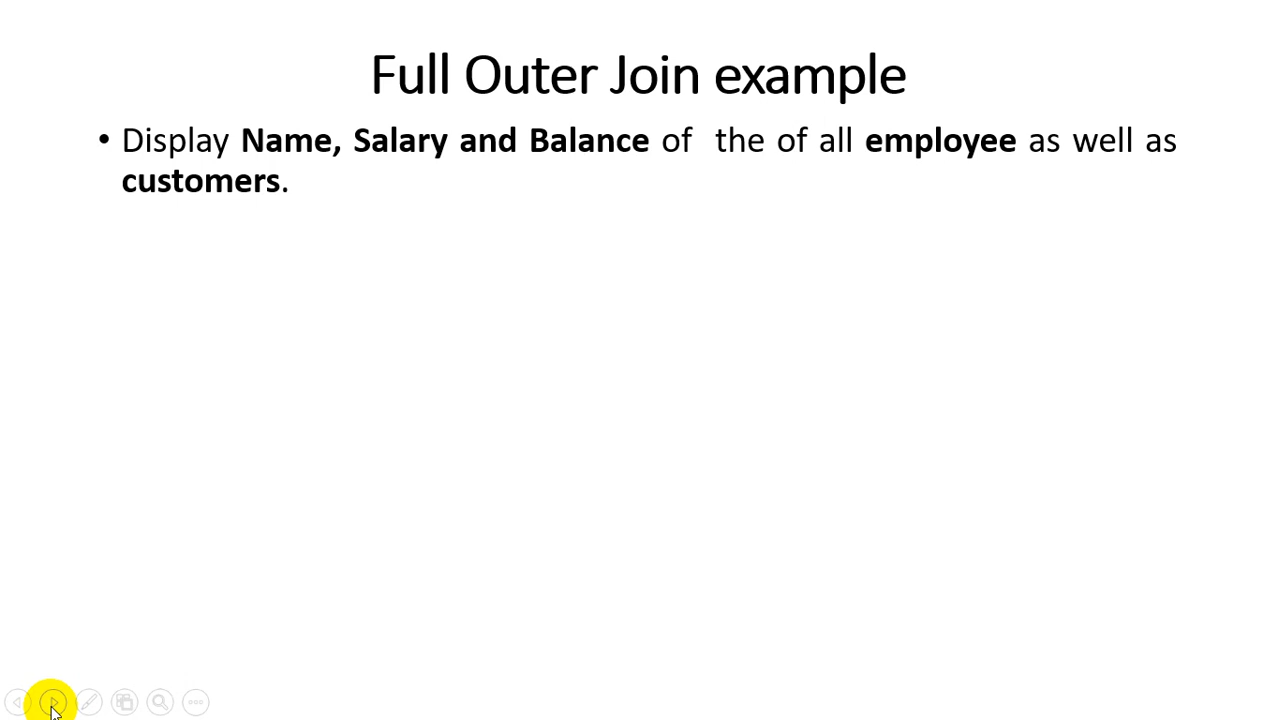 Full Outer Join example
• Display Name, Salary and Balance of the of all employee as well as
customers.